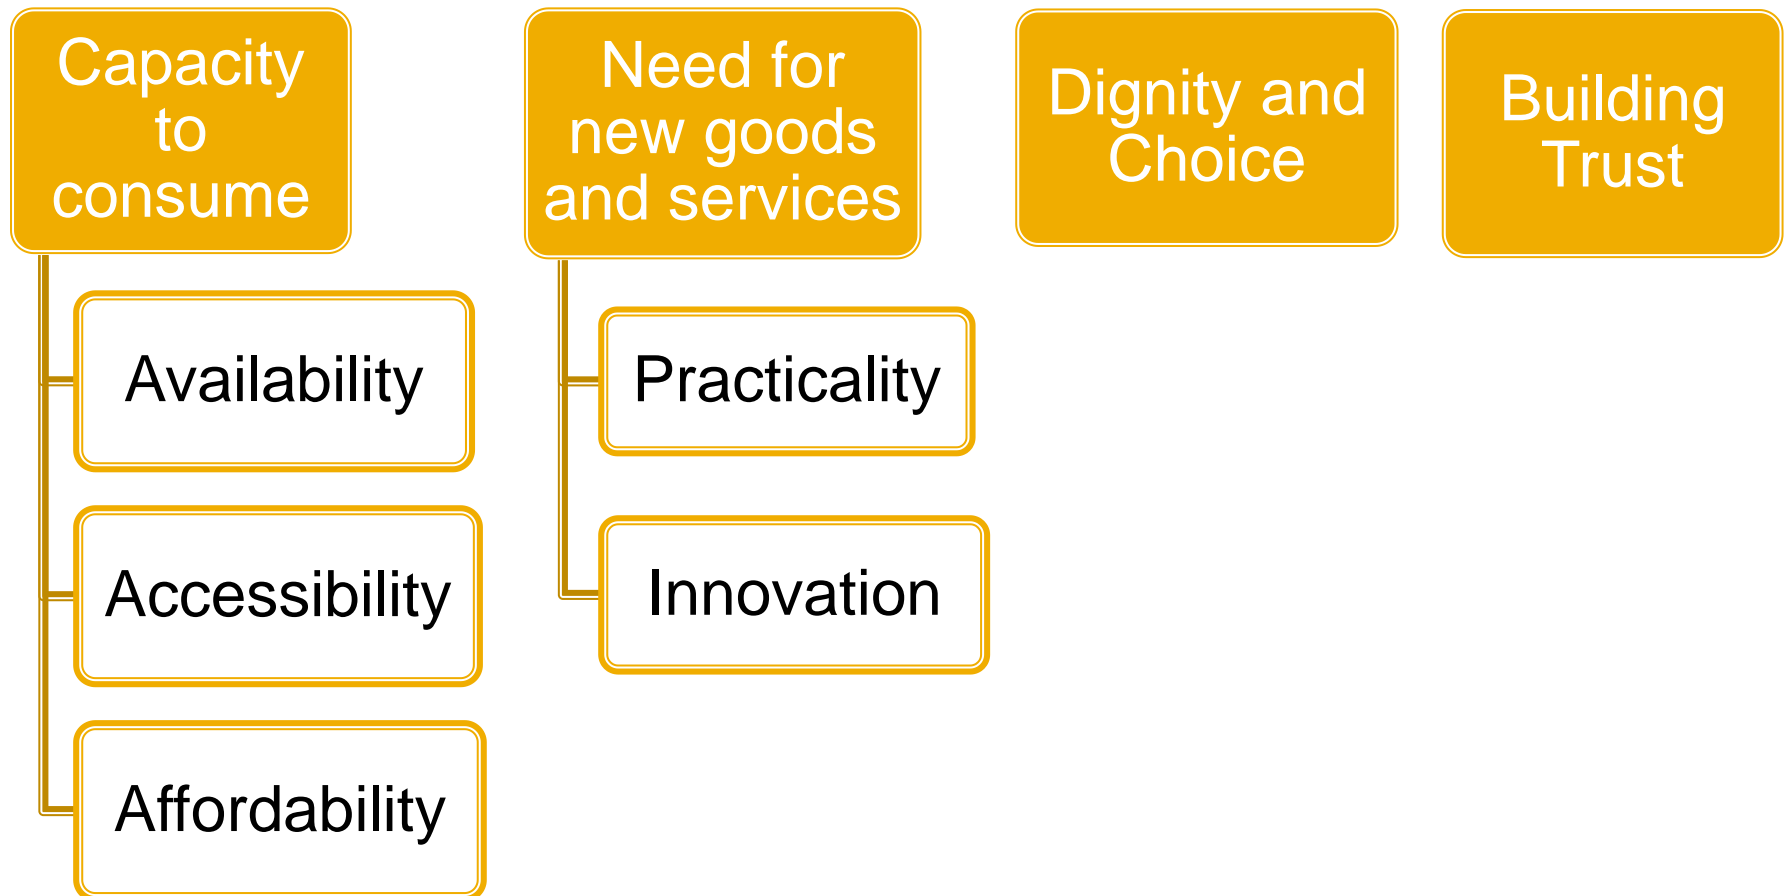 Capacity
to
consume
Availability
Accessibility
Affordability
Need for
new goods
and services
Practicality
Innovation
Dignity and
Choice
Building
Trust